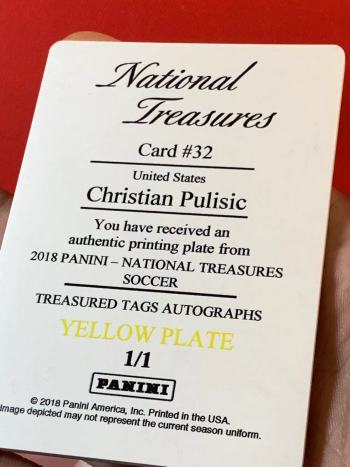 National
Treasures
Card #32
United States
Christian Pulisic
You have received an
authentic printing plate from
2018 PANINI – NATIONAL TREASURES
SOCCER
TREASURED TAGS AUTOGRAPHS
YELLOW PLATE
1/1
PANINI
© 2018 Panini America, Inc. Printed in the USA.
Image depicted may not represent the current season uniform.